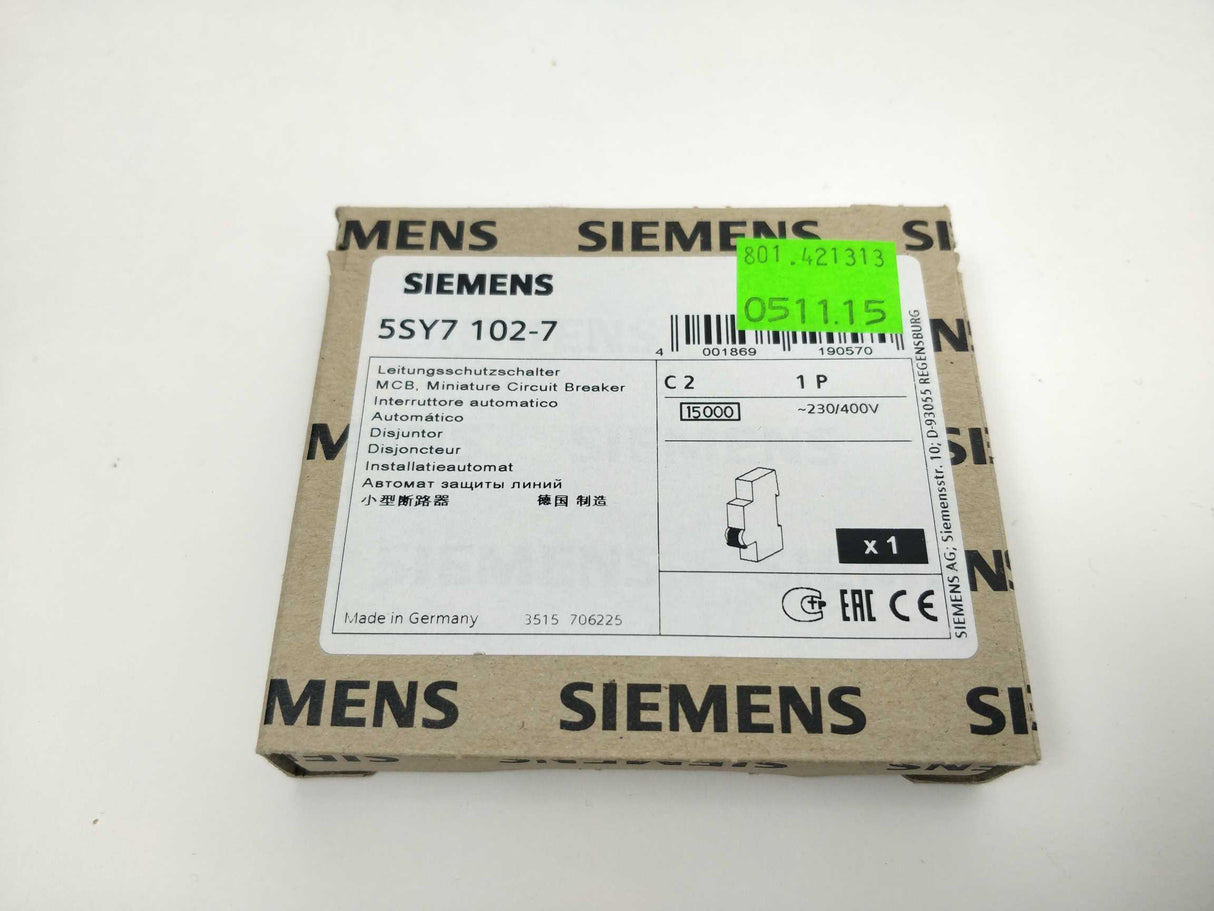 MENS SIEMENS SI
801.421313
0511.15
SIEMENS
5SY7 102-7
4 001869 190570
Leitungsschutzschalter
MCB, Miniature Circuit Breaker
Interruttore automatico
Automático
Disjuntor
Disjoncteur
Installatieautomat
Автомат защиты линий
小型断路器 德国 制造
Made in Germany 3515 706225
C 2 1 P
15000 ~230/400V
x 1
EAC CE
SIEMENS AG; Siemensstr. 10; D-93055 REGENSBURG
MENS SIEMENS SI